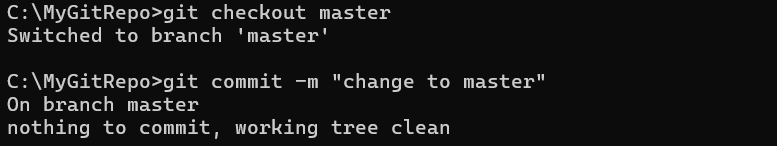 C:\MyGitRepo>git checkout master
Switched to branch 'master'
C:\MyGitRepo>git commit -m "change to master"
On branch master
nothing to commit, working tree clean